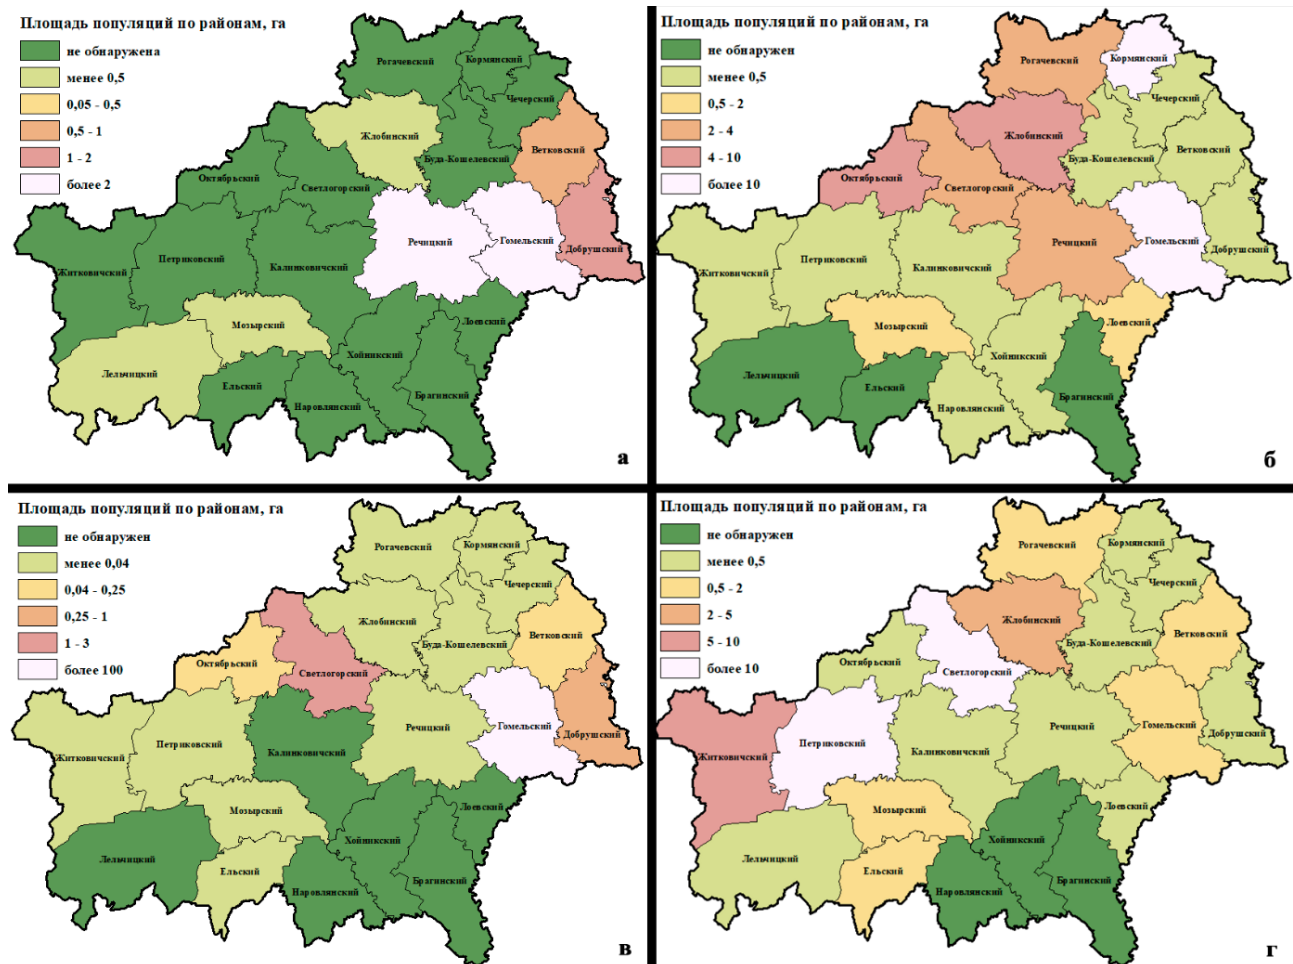 Площадь популяций по районам, га
не обнаружена
менее 0,5
0,05 - 0,5
0,5 - 1
1 - 2
более 2
Рогачевский
Кормянский
Чечерский
Жлобинский
Ветковский
Буда-Кошелевский
Октябрьский
Светлогорский
Речицкий
Гомельский
Добрушский
Житковичский
Петриковский
Калинковичский
Мозырский
Лоевский
Хойникский
Лельчицкий
Ельский
Наровлянский
Брагинский
а
Площадь популяций по районам, га
не обнаружен
менее 0,5
0,5 - 2
2 - 4
4 - 10
более 10
Рогачевский
Кормянский
Чечерский
Жлобинский
Ветковский
Буда-Кошелевский
Октябрьский
Светлогорский
Речицкий
Гомельский
Добрушский
Житковичский
Петриковский
Калинковичский
Мозырский
Лоевский
Хойникский
Лельчицкий
Ельский
Наровлянский
Брагинский
б
Площадь популяций по районам, га
не обнаружен
менее 0,04
0,04 - 0,25
0,25 - 1
1 - 3
более 100
Рогачевский
Кормянский
Чечерский
Жлобинский
Ветковский
Буда-Кошелевский
Октябрьский
Светлогорский
Речицкий
Гомельский
Добрушский
Житковичский
Петриковский
Калинковичский
Мозырский
Лоевский
Хойникский
Лельчицкий
Ельский
Наровлянский
Брагинский
в
Площадь популяций по районам, га
не обнаружен
менее 0,5
0,5 - 2
2 - 5
5 - 10
более 10
Рогачевский
Кормянский
Чечерский
Жлобинский
Ветковский
Буда-Кошелевский
Октябрьский
Светлогорский
Речицкий
Гомельский
Добрушский
Житковичский
Петриковский
Калинковичский
Мозырский
Лоевский
Хойникский
Лельчицкий
Ельский
Наровлянский
Брагинский
г